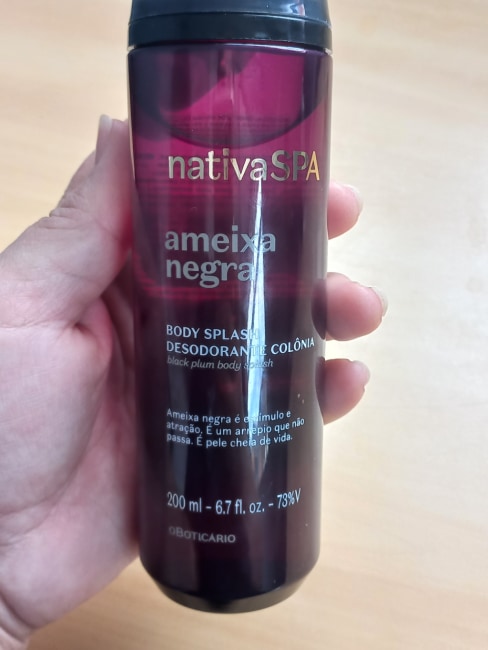 nativaSPA
ameixa
negra
BODY SPLASH
DESODORANTE COLÔNIA
black plum body splash
Ameixa negra é estímulo e
atração. É um arrepio que não
passa. É pele cheia de vida.
200 ml - 6.7 fl. oz. - 73%V
oBOTICÁRIO